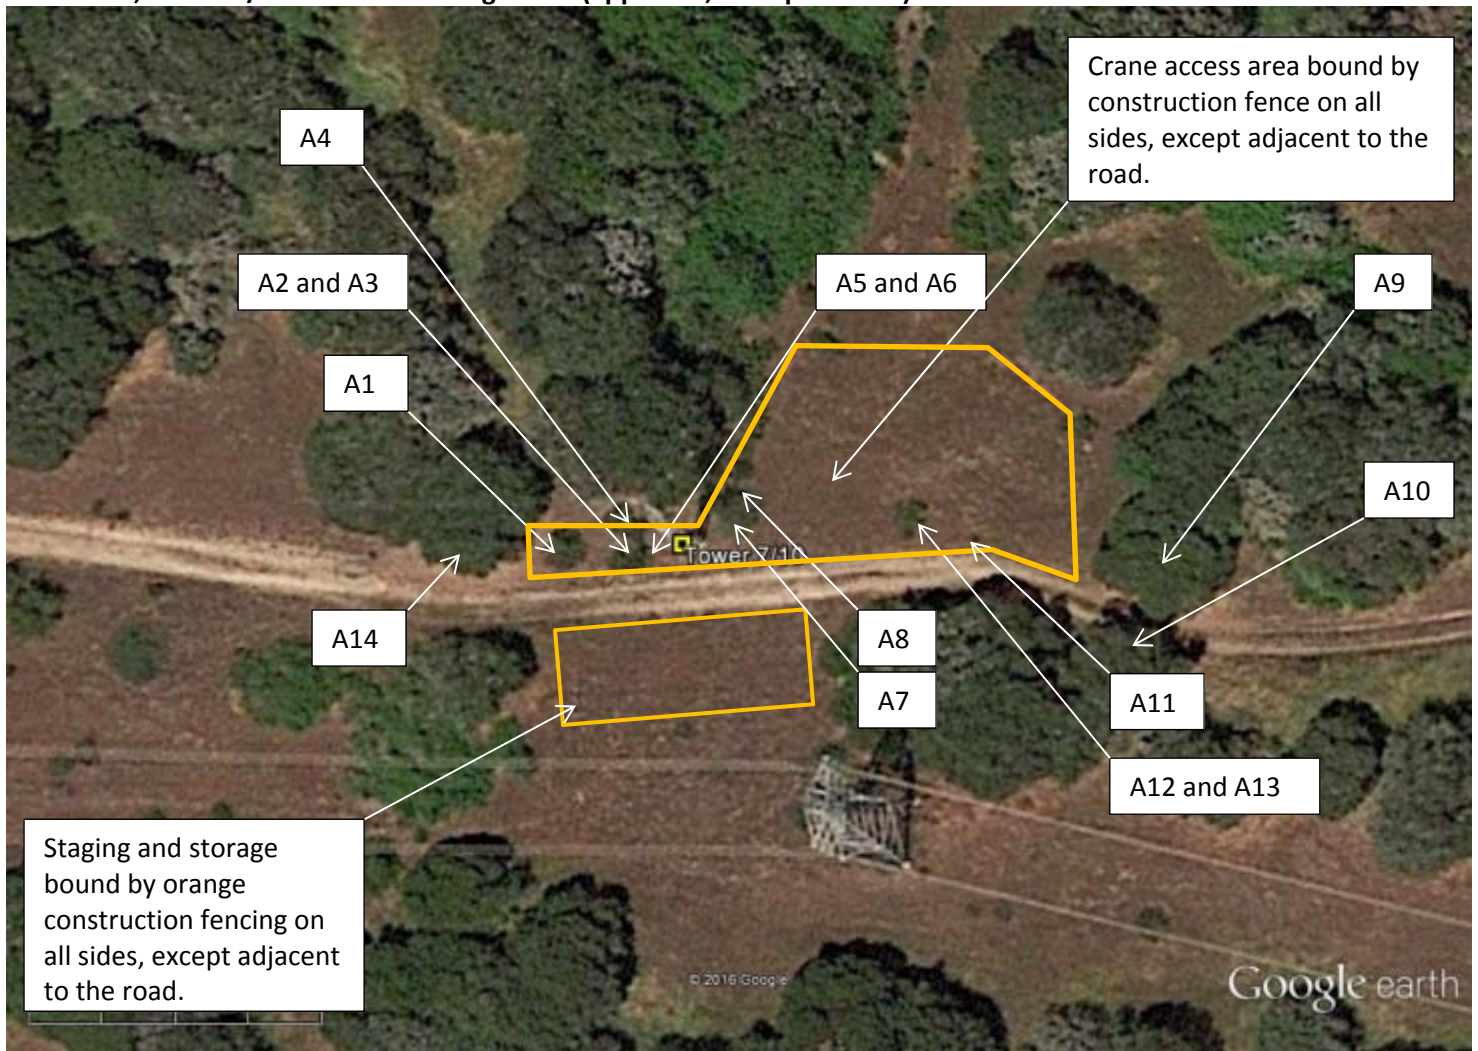 Crane access area bound by
construction fence on all
sides, except adjacent to the
road.
A4
A2 and A3
A5 and A6
A9
A1
A10
Tower 7/10
A14
A8
A7
A11
A12 and A13
Staging and storage
bound by orange
construction fencing on
all sides, except adjacent
to the road.
© 2016 Google
Google earth